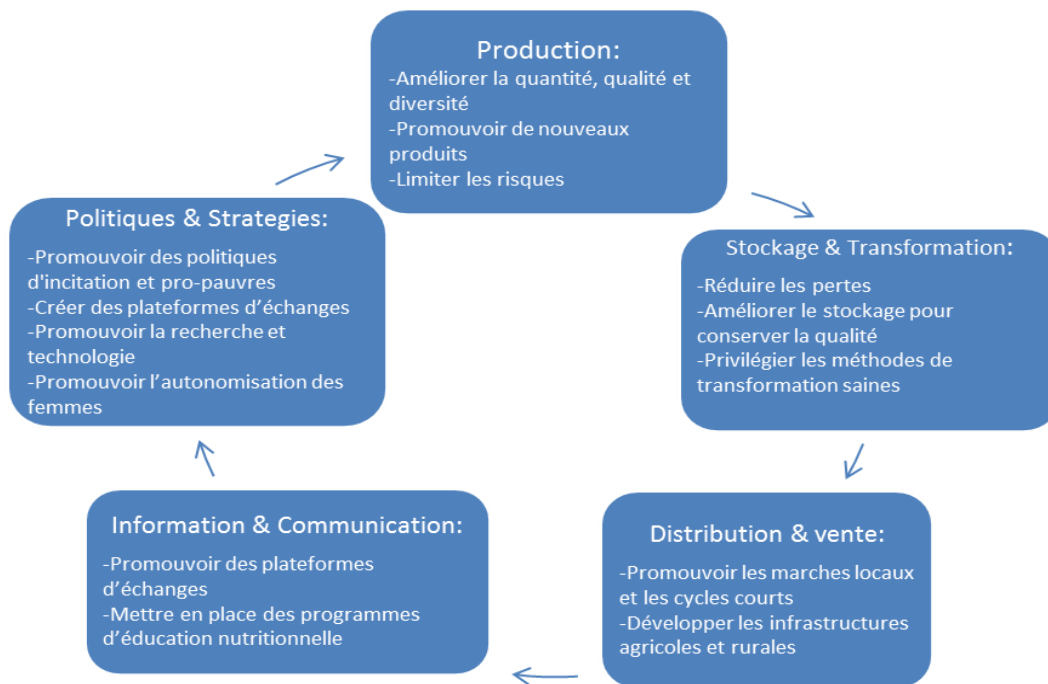 Production:
-Améliorer la quantité, qualité et
diversité
-Promouvoir de nouveaux
produits
-Limiter les risques
Stockage & Transformation:
-Réduire les pertes
-Améliorer le stockage pour
conserver la qualité
-Privilégier les méthodes de
transformation saines
Distribution & vente:
-Promouvoir les marches locaux
et les cycles courts
-Développer les infrastructures
agricoles et rurales
Information & Communication:
-Promouvoir des plateformes
d’échanges
-Mettre en place des programmes
d’éducation nutritionnelle
Politiques & Strategies:
-Promouvoir des politiques
d'incitation et pro-pauvres
-Créer des plateformes d’échanges
-Promouvoir la recherche et
technologie
-Promouvoir l’autonomisation des
femmes